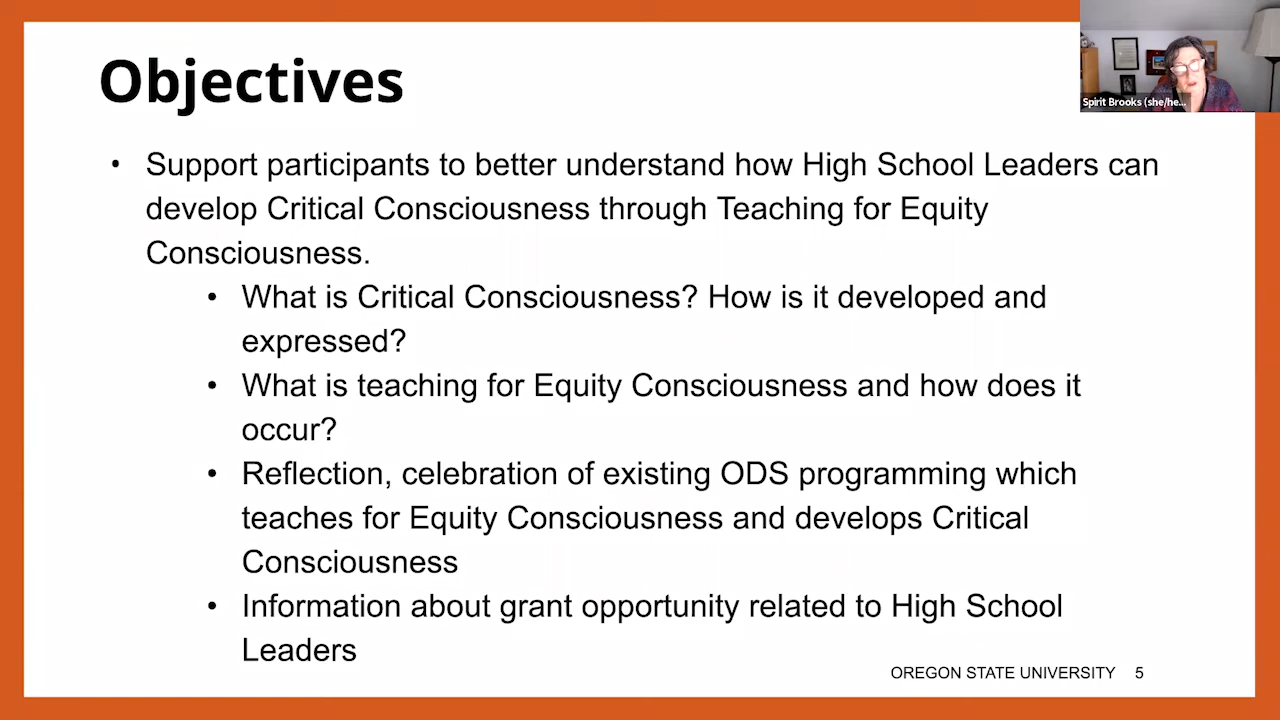 Objectives
Spirit Brooks (she/he...
• Support participants to better understand how High School Leaders can
develop Critical Consciousness through Teaching for Equity
Consciousness.
• What is Critical Consciousness? How is it developed and
expressed?
• What is teaching for Equity Consciousness and how does it
occur?
• Reflection, celebration of existing ODS programming which
teaches for Equity Consciousness and develops Critical
Consciousness
• Information about grant opportunity related to High School
Leaders
OREGON STATE UNIVERSITY 5